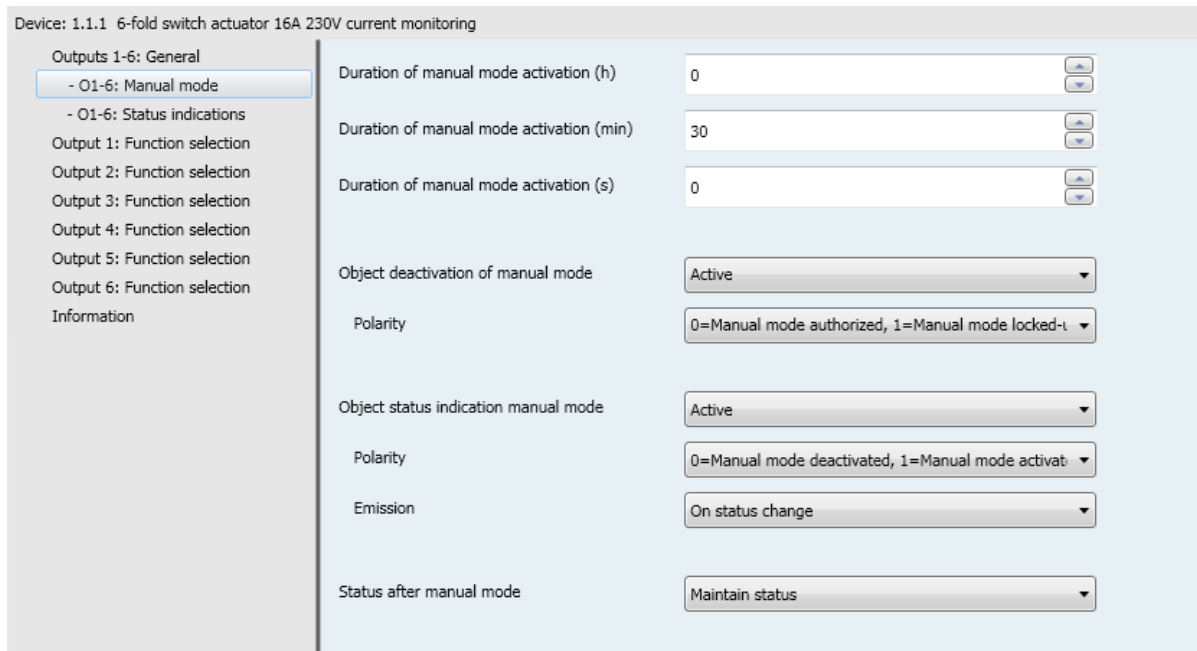 Device: 1.1.1 6-fold switch actuator 16A 230V current monitoring
Outputs 1-6: General
- O1-6: Manual mode
- O1-6: Status indications
Output 1: Function selection
Output 2: Function selection
Output 3: Function selection
Output 4: Function selection
Output 5: Function selection
Output 6: Function selection
Information
Duration of manual mode activation (h) 0
Duration of manual mode activation (min) 30
Duration of manual mode activation (s) 0
Object deactivation of manual mode Active
Polarity 0=Manual mode authorized, 1=Manual mode
Object status indication manual mode Active
Polarity 0=Manual mode deactivated, 1=Manual mode
Emission On status change
Status after manual mode Maintain status